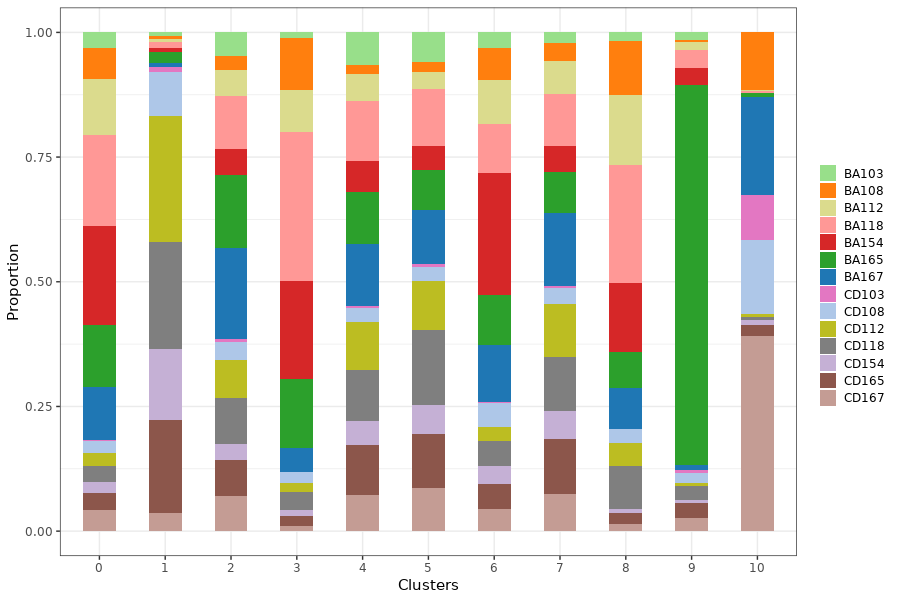 1.00
0.75
0.50
0.25
0.00
Proportion
0 1 2 3 4 5 6 7 8 9 10
Clusters
BA103
BA108
BA112
BA118
BA154
BA165
BA167
CD103
CD108
CD112
CD118
CD154
CD165
CD167